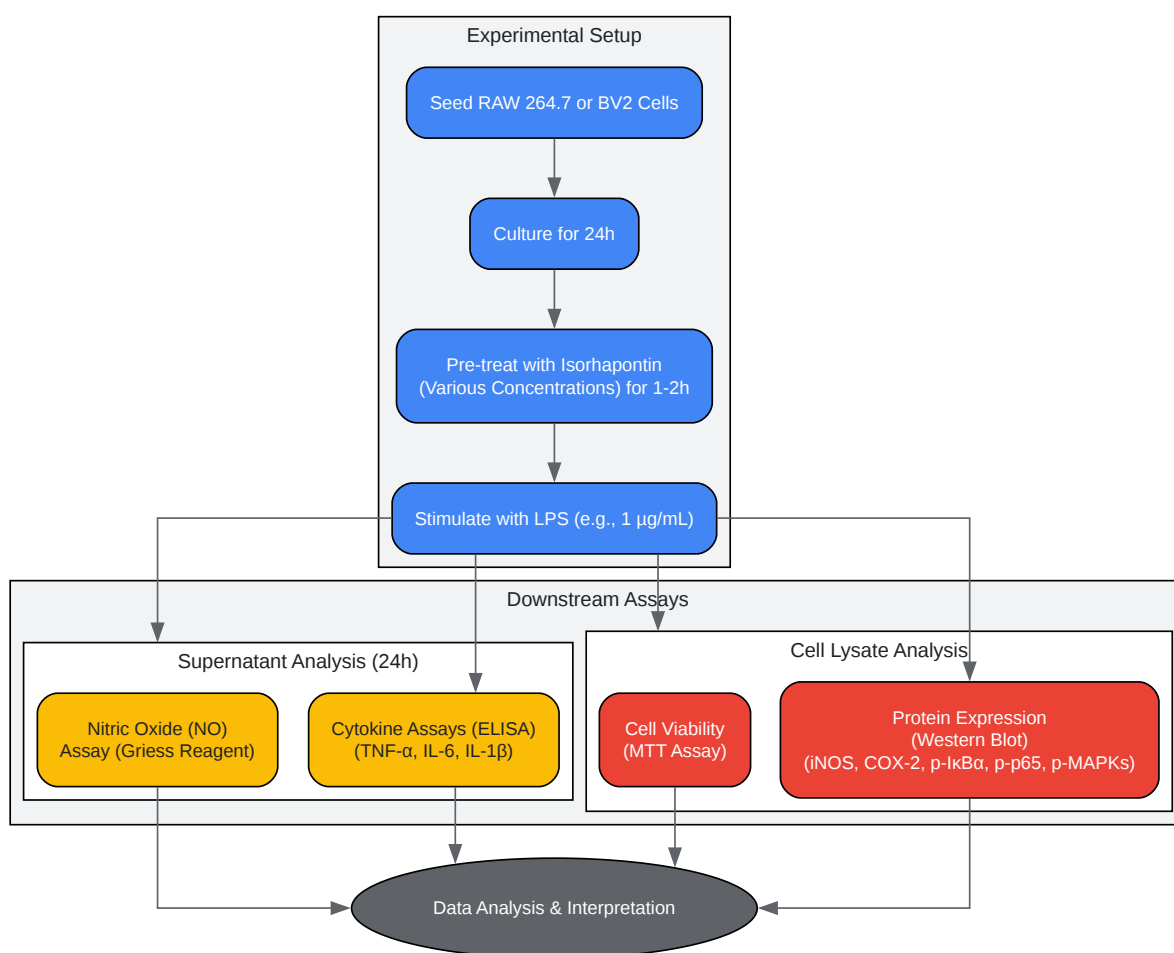 Experimental Setup
Seed RAW 264.7 or BV2 Cells
Culture for 24h
Pre-treat with Isorhapontin
(Various Concentrations) for 1-2h
Stimulate with LPS (e.g., 1 µg/mL)
Downstream Assays
Supernatant Analysis (24h)
Nitric Oxide (NO)
Assay (Griess Reagent)
Cytokine Assays (ELISA)
(TNF-α, IL-6, IL-1β)
Cell Lysate Analysis
Cell Viability
(MTT Assay)
Protein Expression
(Western Blot)
(iNOS, COX-2, p-IκBα, p-p65, p-MAPKs)
Data Analysis & Interpretation